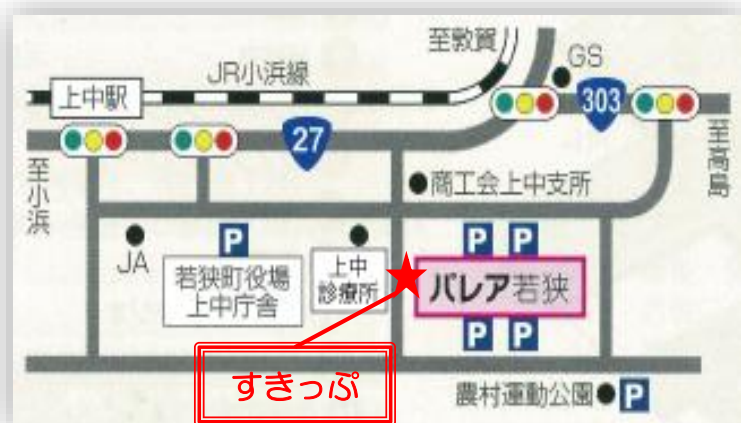 至敦賀
GS
JR小浜線
上中駅
303
27
至小浜
至高島
商工会上中支所
JA
P
若狭町役場
上中庁舎
上中
診療所
P P
パレア若狭
P P
すきっぷ
農村運動公園
P